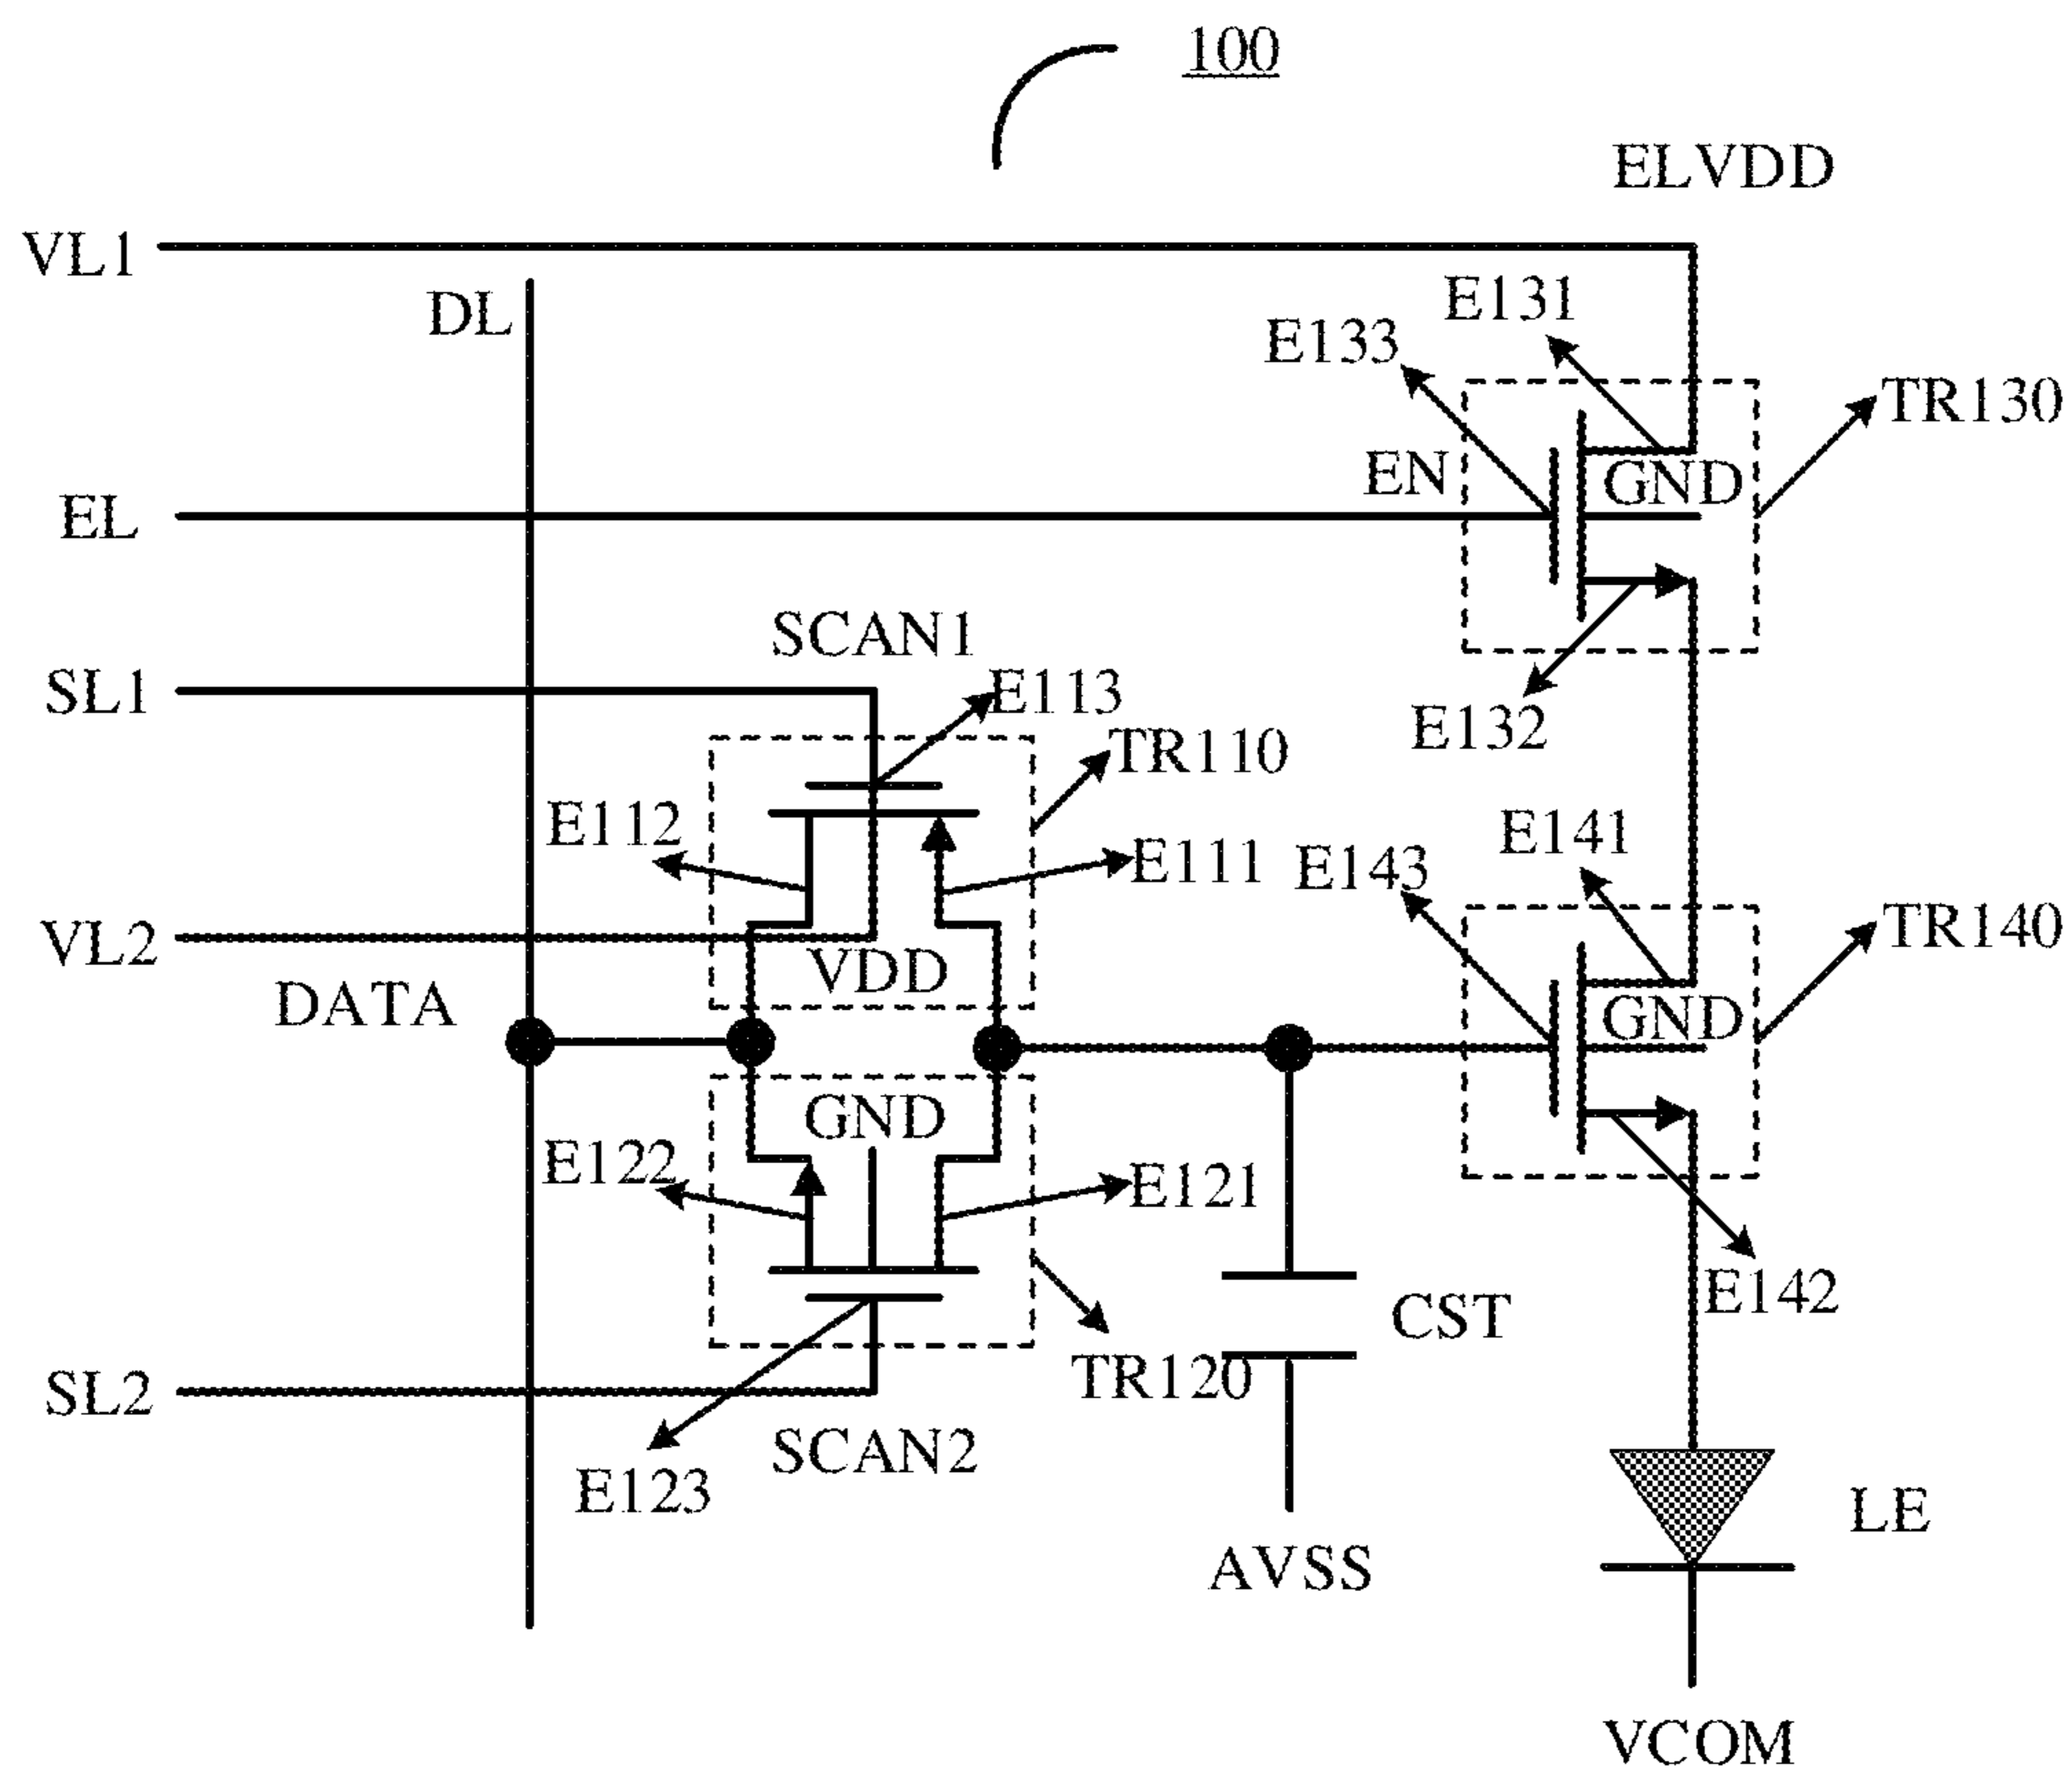 100
ELVDD
VL1
DL
E131
E133
TR130
EN
GND
EL
SCAN1
SL1
E113
E132
TR110
E112
E111
E141
E143
TR140
VL2
VDD
DATA
GND
GND
E122
E121
E142
CST
TR120
SL2
SCAN2
E123
LE
AVSS
VCOM